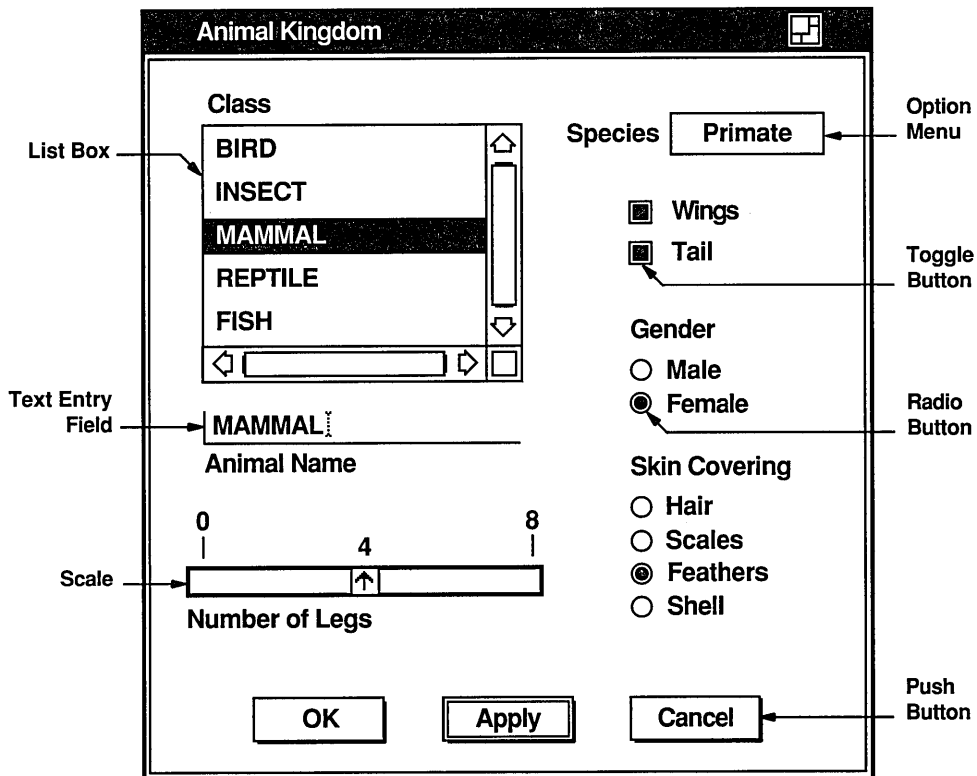 Animal Kingdom
Class
List Box
BIRD
INSECT
MAMMAL
REPTILE
FISH
Text Entry
Field
MAMMAL
Animal Name
0
8
4
Scale
Number of Legs
Species
Primate
Option
Menu
Wings
Tail
Toggle
Button
Gender
Male
Female
Radio
Button
Skin Covering
Hair
Scales
Feathers
Shell
OK
Apply
Cancel
Push
Button